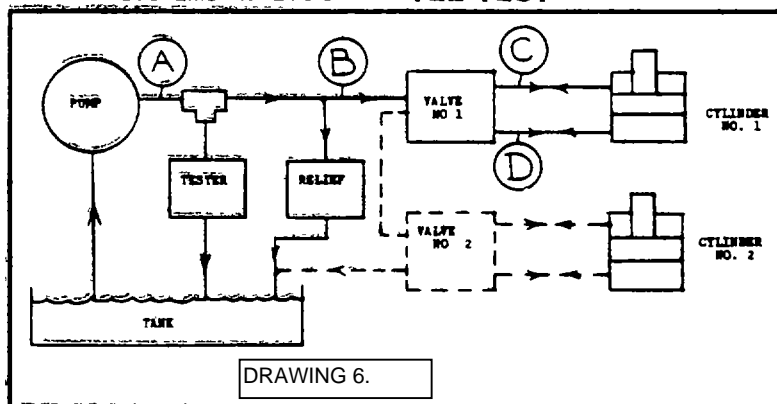 A
B
C
D
PUMP
TESTER
RELIEF
VALVE
NO 1
CYLINDER
NO. 1
VALVE
NO 2
CYLINDER
NO. 2
TANK
DRAWING 6.